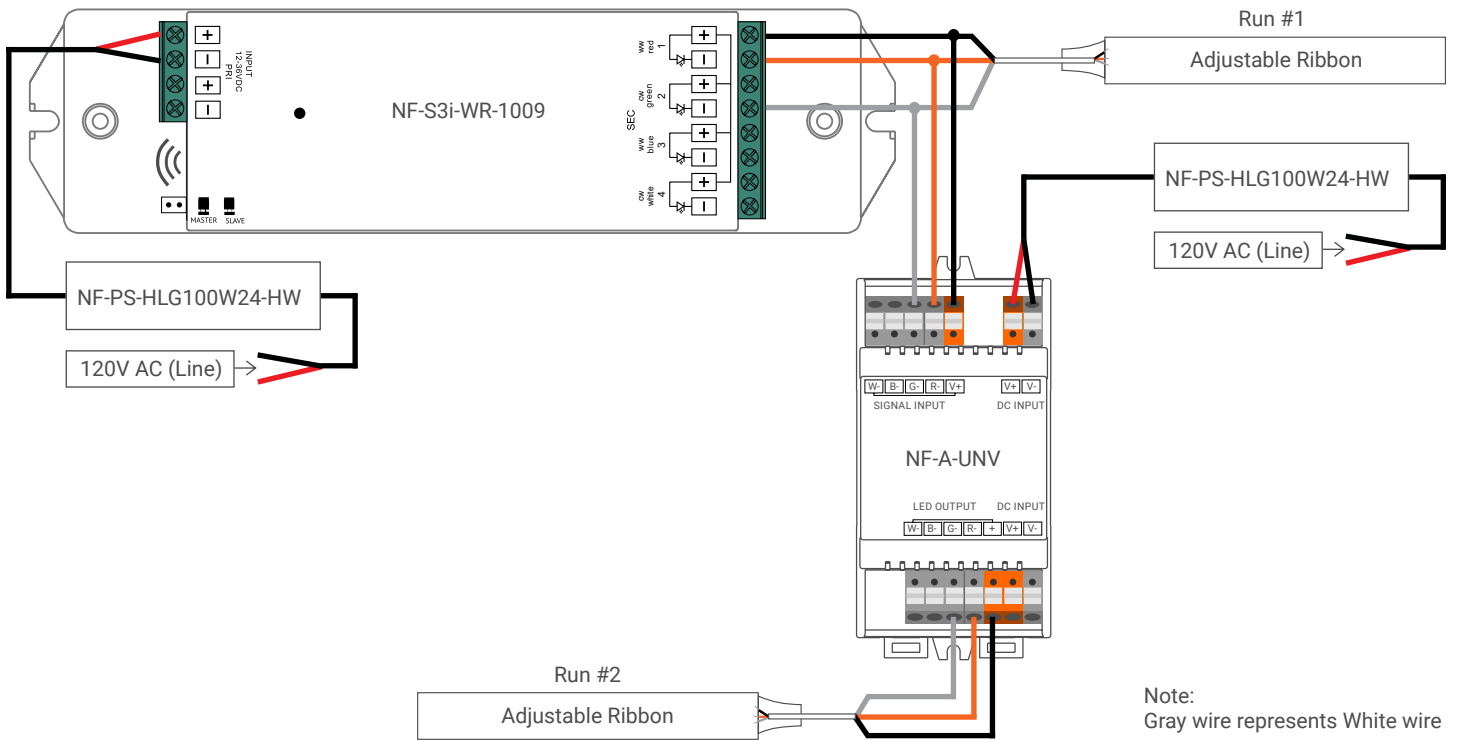 Run #1
Adjustable Ribbon
INPUT
12-36VDC
PRI
+
−
+
−
NF-S3i-WR-1009
MASTER
SLAVE
SEC
ww
red
1
+
−
cw
green
2
+
−
ww
blue
3
+
−
cw
white
4
+
−
NF-PS-HLG100W24-HW
120V AC (Line)
NF-PS-HLG100W24-HW
120V AC (Line)
W- B- G- R- V+ V+ V-
SIGNAL INPUT DC INPUT
NF-A-UNV
LED OUTPUT DC INPUT
W- B- G- R- + V+ V-
Run #2
Adjustable Ribbon
Note:
Gray wire represents White wire